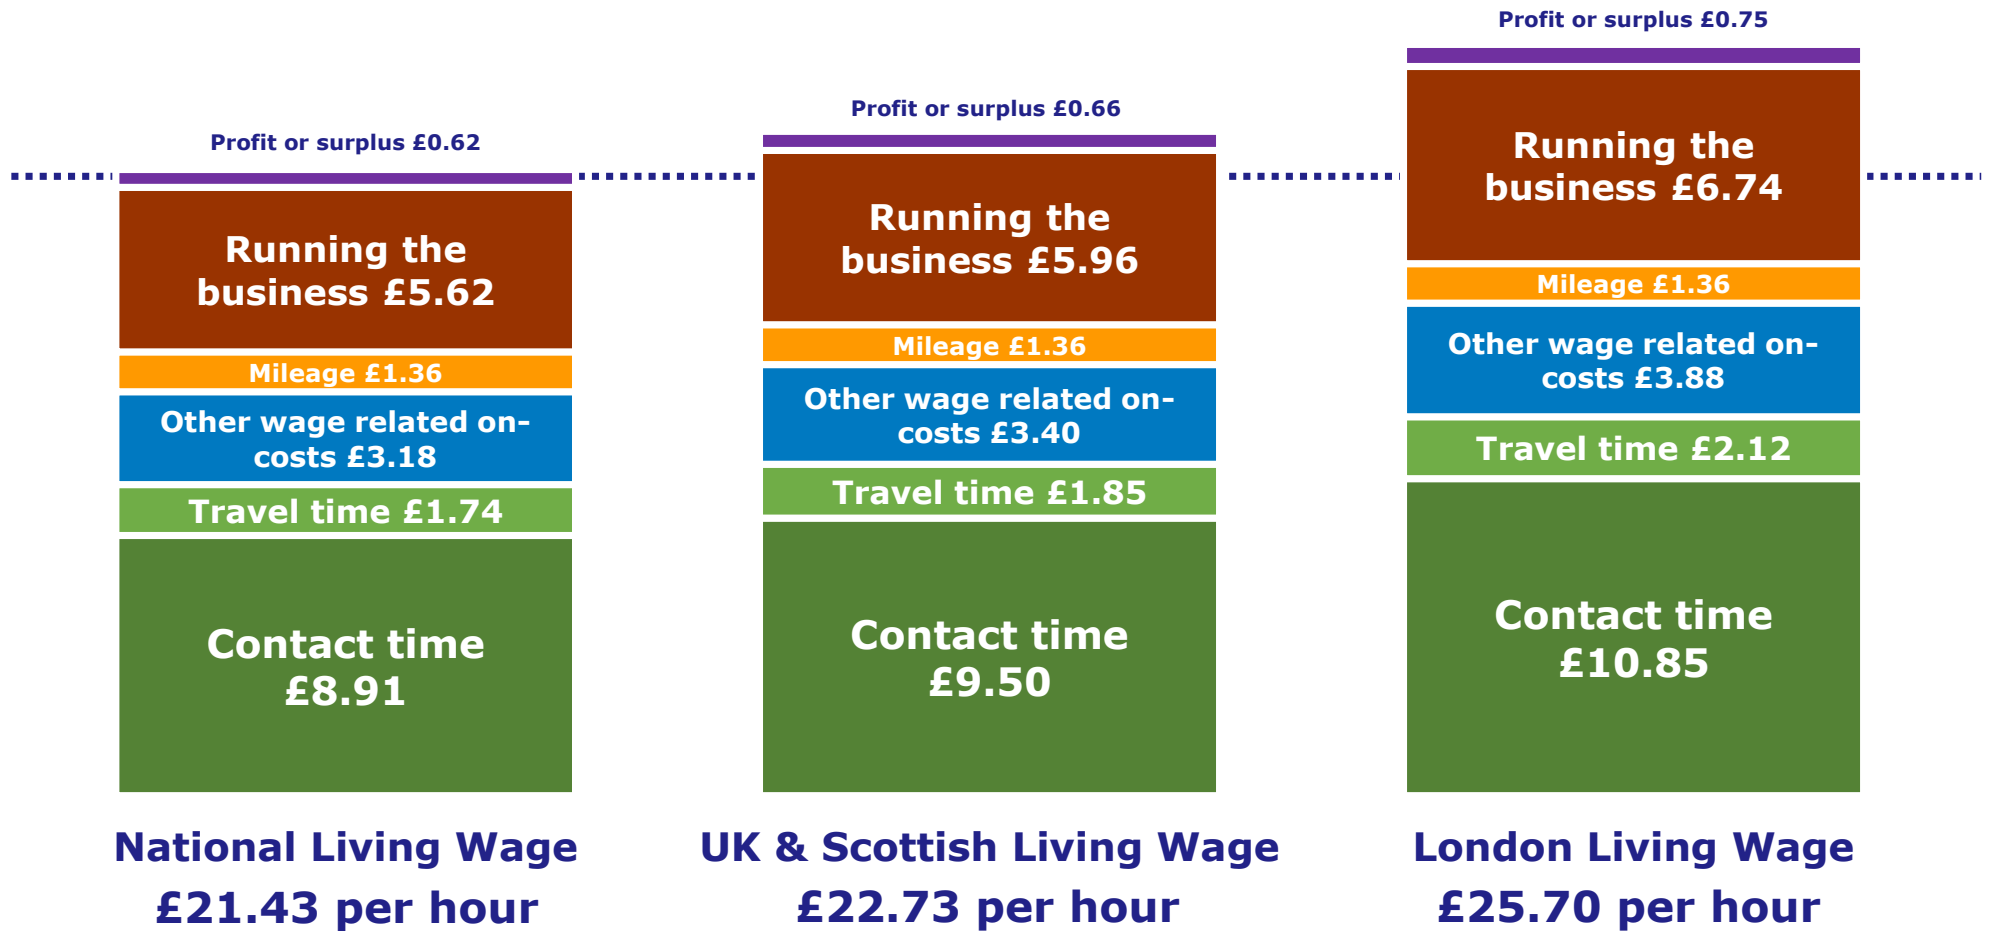 Profit or surplus £0.62
Running the
business £5.62
Mileage £1.36
Other wage related on-
costs £3.18
Travel time £1.74
Contact time
£8.91
National Living Wage
£21.43 per hour
Profit or surplus £0.66
Running the
business £5.96
Mileage £1.36
Other wage related on-
costs £3.40
Travel time £1.85
Contact time
£9.50
UK & Scottish Living Wage
£22.73 per hour
Profit or surplus £0.75
Running the
business £6.74
Mileage £1.36
Other wage related on-
costs £3.88
Travel time £2.12
Contact time
£10.85
London Living Wage
£25.70 per hour